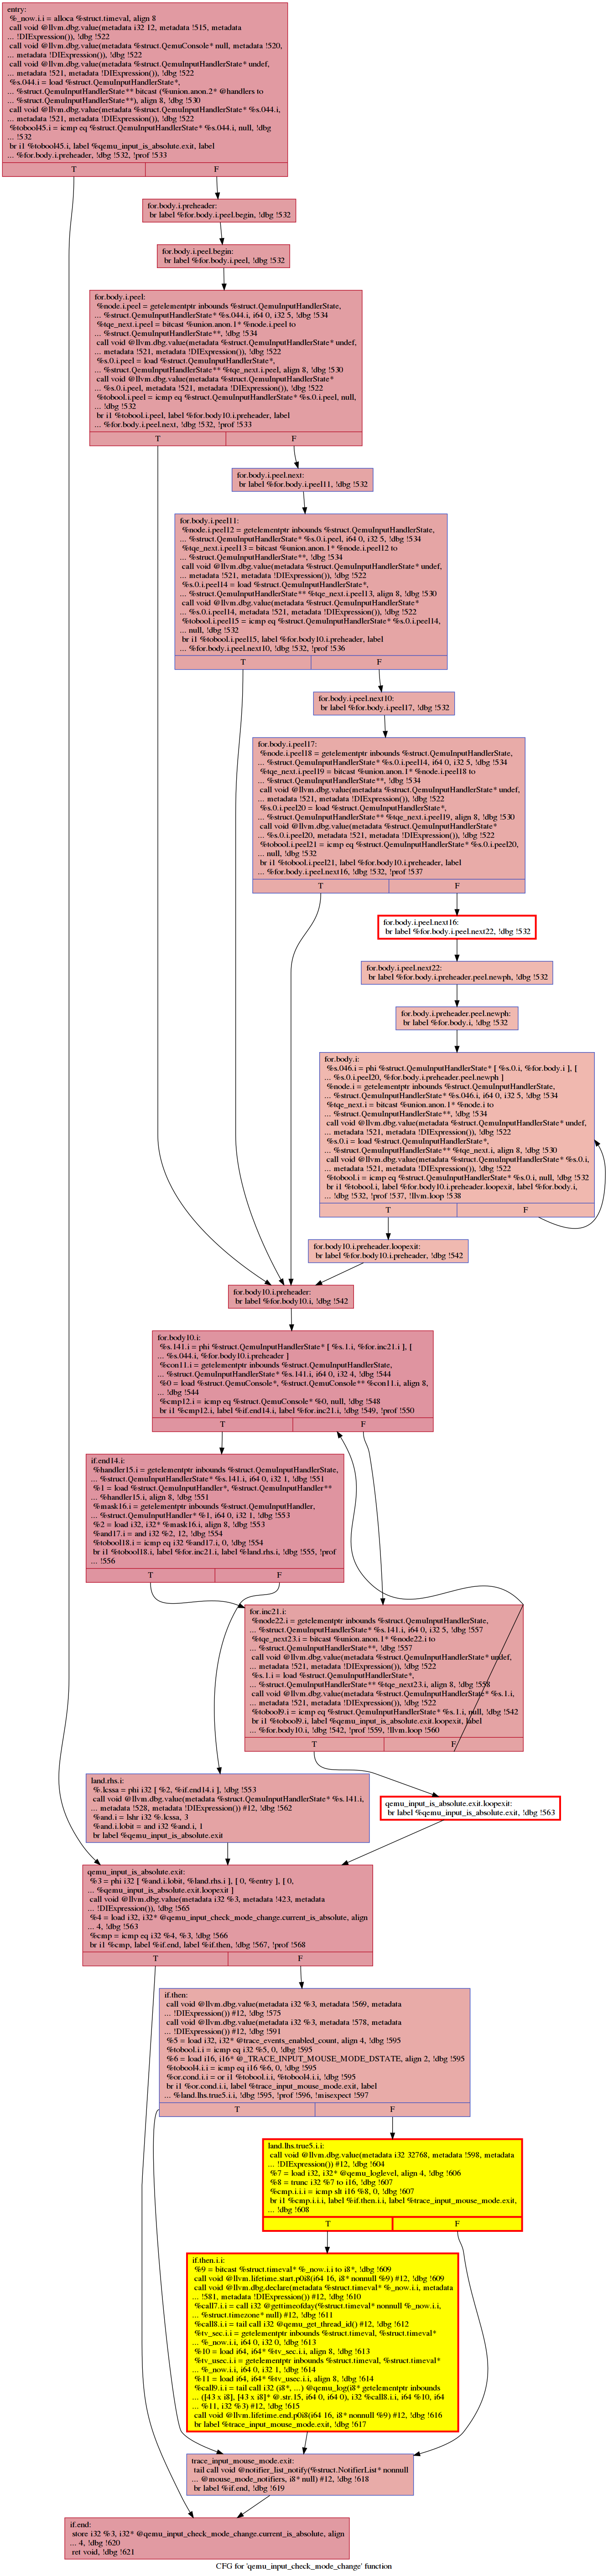 entry:
%_now.i.i = alloca %struct.timeval, align 8
call void @llvm.dbg.value(metadata i32 12, metadata !515, metadata
... !DIExpression()), !dbg !522
call void @llvm.dbg.value(metadata %struct.QemuConsole* null, metadata !520,
... metadata !DIExpression()), !dbg !522
call void @llvm.dbg.value(metadata %struct.QemuInputHandlerState* undef,
... metadata !521, metadata !DIExpression()), !dbg !522
%s.044.i = load %struct.QemuInputHandlerState*,
... %struct.QemuInputHandlerState** bitcast (%union.anon.2* @handlers to
... %struct.QemuInputHandlerState**), align 8, !dbg !530
call void @llvm.dbg.value(metadata %struct.QemuInputHandlerState* %s.044.i,
... metadata !521, metadata !DIExpression()), !dbg !522
%tobool45.i = icmp eq %struct.QemuInputHandlerState* %s.044.i, null, !dbg
... !532
br i1 %tobool45.i, label %qemu_input_is_absolute.exit, label
... %for.body.i.preheader, !dbg !532, !prof !533
T F
for.body.i.preheader:
br label %for.body.i.peel.begin, !dbg !532
for.body.i.peel.begin:
br label %for.body.i.peel, !dbg !532
for.body.i.peel:
%node.i.peel = getelementptr inbounds %struct.QemuInputHandlerState,
... %struct.QemuInputHandlerState* %s.044.i, i64 0, i32 5, !dbg !534
%tqe_next.i.peel = bitcast %union.anon.1* %node.i.peel to
... %struct.QemuInputHandlerState**, !dbg !534
call void @llvm.dbg.value(metadata %struct.QemuInputHandlerState* undef,
... metadata !521, metadata !DIExpression()), !dbg !522
%s.0.i.peel = load %struct.QemuInputHandlerState*,
... %struct.QemuInputHandlerState** %tqe_next.i.peel, align 8, !dbg !530
call void @llvm.dbg.value(metadata %struct.QemuInputHandlerState*
... %s.0.i.peel, metadata !521, metadata !DIExpression()), !dbg !522
%tobool.i.peel = icmp eq %struct.QemuInputHandlerState* %s.0.i.peel, null,
... !dbg !532
br i1 %tobool.i.peel, label %for.body10.i.preheader, label
... %for.body.i.peel.next, !dbg !532, !prof !533
T F
for.body.i.peel.next:
br label %for.body.i.peel11, !dbg !532
for.body.i.peel11:
%node.i.peel12 = getelementptr inbounds %struct.QemuInputHandlerState,
... %struct.QemuInputHandlerState* %s.0.i.peel, i64 0, i32 5, !dbg !534
%tqe_next.i.peel13 = bitcast %union.anon.1* %node.i.peel12 to
... %struct.QemuInputHandlerState**, !dbg !534
call void @llvm.dbg.value(metadata %struct.QemuInputHandlerState* undef,
... metadata !521, metadata !DIExpression()), !dbg !522
%s.0.i.peel14 = load %struct.QemuInputHandlerState*,
... %struct.QemuInputHandlerState** %tqe_next.i.peel13, align 8, !dbg !530
call void @llvm.dbg.value(metadata %struct.QemuInputHandlerState*
... %s.0.i.peel14, metadata !521, metadata !DIExpression()), !dbg !522
%tobool.i.peel15 = icmp eq %struct.QemuInputHandlerState* %s.0.i.peel14,
... null, !dbg !532
br i1 %tobool.i.peel15, label %for.body10.i.preheader, label
... %for.body.i.peel.next10, !dbg !532, !prof !536
T F
for.body.i.peel.next10:
br label %for.body.i.peel17, !dbg !532
for.body.i.peel17:
%node.i.peel18 = getelementptr inbounds %struct.QemuInputHandlerState,
... %struct.QemuInputHandlerState* %s.0.i.peel14, i64 0, i32 5, !dbg !534
%tqe_next.i.peel19 = bitcast %union.anon.1* %node.i.peel18 to
... %struct.QemuInputHandlerState**, !dbg !534
call void @llvm.dbg.value(metadata %struct.QemuInputHandlerState* undef,
... metadata !521, metadata !DIExpression()), !dbg !522
%s.0.i.peel20 = load %struct.QemuInputHandlerState*,
... %struct.QemuInputHandlerState** %tqe_next.i.peel19, align 8, !dbg !530
call void @llvm.dbg.value(metadata %struct.QemuInputHandlerState*
... %s.0.i.peel20, metadata !521, metadata !DIExpression()), !dbg !522
%tobool.i.peel21 = icmp eq %struct.QemuInputHandlerState* %s.0.i.peel20,
... null, !dbg !532
br i1 %tobool.i.peel21, label %for.body10.i.preheader, label
... %for.body.i.peel.next16, !dbg !532, !prof !537
T F
for.body.i.peel.next16:
br label %for.body.i.peel.next22, !dbg !532
for.body.i.peel.next22:
br label %for.body.i.preheader.peel.newph, !dbg !532
for.body.i.preheader.peel.newph:
br label %for.body.i, !dbg !532
for.body.i:
%s.046.i = phi %struct.QemuInputHandlerState* [ %s.0.i, %for.body.i ], [
... %s.0.i.peel20, %for.body.i.preheader.peel.newph ]
%node.i = getelementptr inbounds %struct.QemuInputHandlerState,
... %struct.QemuInputHandlerState* %s.046.i, i64 0, i32 5, !dbg !534
%tqe_next.i = bitcast %union.anon.1* %node.i to
... %struct.QemuInputHandlerState**, !dbg !534
call void @llvm.dbg.value(metadata %struct.QemuInputHandlerState* undef,
... metadata !521, metadata !DIExpression()), !dbg !522
%s.0.i = load %struct.QemuInputHandlerState*,
... %struct.QemuInputHandlerState** %tqe_next.i, align 8, !dbg !530
call void @llvm.dbg.value(metadata %struct.QemuInputHandlerState* %s.0.i,
... metadata !521, metadata !DIExpression()), !dbg !522
%tobool.i = icmp eq %struct.QemuInputHandlerState* %s.0.i, null, !dbg !532
br i1 %tobool.i, label %for.body10.i.preheader.loopexit, label %for.body.i,
... !dbg !532, !prof !537, !llvm.loop !538
T F
for.body10.i.preheader.loopexit:
br label %for.body10.i.preheader, !dbg !542
for.body10.i.preheader:
br label %for.body10.i, !dbg !542
for.body10.i:
%s.141.i = phi %struct.QemuInputHandlerState* [ %s.1.i, %for.inc21.i ], [
... %s.044.i, %for.body10.i.preheader ]
%con11.i = getelementptr inbounds %struct.QemuInputHandlerState,
... %struct.QemuInputHandlerState* %s.141.i, i64 0, i32 4, !dbg !544
%0 = load %struct.QemuConsole*, %struct.QemuConsole** %con11.i, align 8,
... !dbg !544
%cmp12.i = icmp eq %struct.QemuConsole* %0, null, !dbg !548
br i1 %cmp12.i, label %if.end14.i, label %for.inc21.i, !dbg !549, !prof !550
T F
if.end14.i:
%handler15.i = getelementptr inbounds %struct.QemuInputHandlerState,
... %struct.QemuInputHandlerState* %s.141.i, i64 0, i32 1, !dbg !551
%1 = load %struct.QemuInputHandler*, %struct.QemuInputHandler**
... %handler15.i, align 8, !dbg !551
%mask16.i = getelementptr inbounds %struct.QemuInputHandler,
... %struct.QemuInputHandler* %1, i64 0, i32 1, !dbg !553
%2 = load i32, i32* %mask16.i, align 8, !dbg !553
%and17.i = and i32 %2, 12, !dbg !554
%tobool18.i = icmp eq i32 %and17.i, 0, !dbg !554
br i1 %tobool18.i, label %for.inc21.i, label %land.rhs.i, !dbg !555, !prof
... !556
T F
for.inc21.i:
%node22.i = getelementptr inbounds %struct.QemuInputHandlerState,
... %struct.QemuInputHandlerState* %s.141.i, i64 0, i32 5, !dbg !557
%tqe_next23.i = bitcast %union.anon.1* %node22.i to
... %struct.QemuInputHandlerState**, !dbg !557
call void @llvm.dbg.value(metadata %struct.QemuInputHandlerState* undef,
... metadata !521, metadata !DIExpression()), !dbg !522
%s.1.i = load %struct.QemuInputHandlerState*,
... %struct.QemuInputHandlerState** %tqe_next23.i, align 8, !dbg !558
call void @llvm.dbg.value(metadata %struct.QemuInputHandlerState* %s.1.i,
... metadata !521, metadata !DIExpression()), !dbg !522
%tobool9.i = icmp eq %struct.QemuInputHandlerState* %s.1.i, null, !dbg !542
br i1 %tobool9.i, label %qemu_input_is_absolute.exit.loopexit, label
... %for.body10.i, !dbg !542, !prof !559, !llvm.loop !560
T F
land.rhs.i:
%.lcssa = phi i32 [ %2, %if.end14.i ], !dbg !553
call void @llvm.dbg.value(metadata %struct.QemuInputHandlerState* %s.141.i,
... metadata !528, metadata !DIExpression()) #12, !dbg !562
%and.i = lshr i32 %.lcssa, 3
%and.i.lobit = and i32 %and.i, 1
br label %qemu_input_is_absolute.exit
qemu_input_is_absolute.exit.loopexit:
br label %qemu_input_is_absolute.exit, !dbg !563
qemu_input_is_absolute.exit:
%3 = phi i32 [ %and.i.lobit, %land.rhs.i ], [ 0, %entry ], [ 0,
... %qemu_input_is_absolute.exit.loopexit ]
call void @llvm.dbg.value(metadata i32 %3, metadata !423, metadata
... !DIExpression()), !dbg !565
%4 = load i32, i32* @qemu_input_check_mode_change.current_is_absolute, align
... 4, !dbg !563
%cmp = icmp eq i32 %4, %3, !dbg !566
br i1 %cmp, label %if.end, label %if.then, !dbg !567, !prof !568
T F
if.then:
call void @llvm.dbg.value(metadata i32 %3, metadata !569, metadata
... !DIExpression()) #12, !dbg !575
call void @llvm.dbg.value(metadata i32 %3, metadata !578, metadata
... !DIExpression()) #12, !dbg !591
%5 = load i32, i32* @trace_events_enabled_count, align 4, !dbg !595
%tobool.i.i = icmp eq i32 %5, 0, !dbg !595
%6 = load i16, i16* @_TRACE_INPUT_MOUSE_MODE_DSTATE, align 2, !dbg !595
%tobool4.i.i = icmp eq i16 %6, 0, !dbg !595
%or.cond.i.i = or i1 %tobool.i.i, %tobool4.i.i, !dbg !595
br i1 %or.cond.i.i, label %trace_input_mouse_mode.exit, label
... %land.lhs.true5.i.i, !dbg !595, !prof !596, !misexpect !597
T F
land.lhs.true5.i.i:
call void @llvm.dbg.value(metadata i32 32768, metadata !598, metadata
... !DIExpression()) #12, !dbg !604
%7 = load i32, i32* @qemu_loglevel, align 4, !dbg !606
%8 = trunc i32 %7 to i16, !dbg !607
%cmp.i.i.i = icmp slt i16 %8, 0, !dbg !607
br i1 %cmp.i.i.i, label %if.then.i.i, label %trace_input_mouse_mode.exit,
... !dbg !608
T F
if.then.i.i:
%9 = bitcast %struct.timeval* %_now.i.i to i8*, !dbg !609
call void @llvm.lifetime.start.p0i8(i64 16, i8* nonnull %9) #12, !dbg !609
call void @llvm.dbg.declare(metadata %struct.timeval* %_now.i.i, metadata
... !581, metadata !DIExpression()) #12, !dbg !610
%call7.i.i = call i32 @gettimeofday(%struct.timeval* nonnull %_now.i.i,
... %struct.timezone* null) #12, !dbg !611
%call8.i.i = tail call i32 @qemu_get_thread_id() #12, !dbg !612
%tv_sec.i.i = getelementptr inbounds %struct.timeval, %struct.timeval*
... %_now.i.i, i64 0, i32 0, !dbg !613
%10 = load i64, i64* %tv_sec.i.i, align 8, !dbg !613
%tv_usec.i.i = getelementptr inbounds %struct.timeval, %struct.timeval*
... %_now.i.i, i64 0, i32 1, !dbg !614
%11 = load i64, i64* %tv_usec.i.i, align 8, !dbg !614
%call9.i.i = tail call i32 (i8*, ...) @qemu_log(i8* getelementptr inbounds
... ([43 x i8], [43 x i8]* @.str.15, i64 0, i64 0), i32 %call8.i.i, i64 %10, i64
... %11, i32 %3) #12, !dbg !615
call void @llvm.lifetime.end.p0i8(i64 16, i8* nonnull %9) #12, !dbg !616
br label %trace_input_mouse_mode.exit, !dbg !617
trace_input_mouse_mode.exit:
tail call void @notifier_list_notify(%struct.NotifierList* nonnull
... @mouse_mode_notifiers, i8* null) #12, !dbg !618
br label %if.end, !dbg !619
if.end:
store i32 %3, i32* @qemu_input_check_mode_change.current_is_absolute, align
... 4, !dbg !620
ret void, !dbg !621
CFG for 'qemu_input_check_mode_change' function